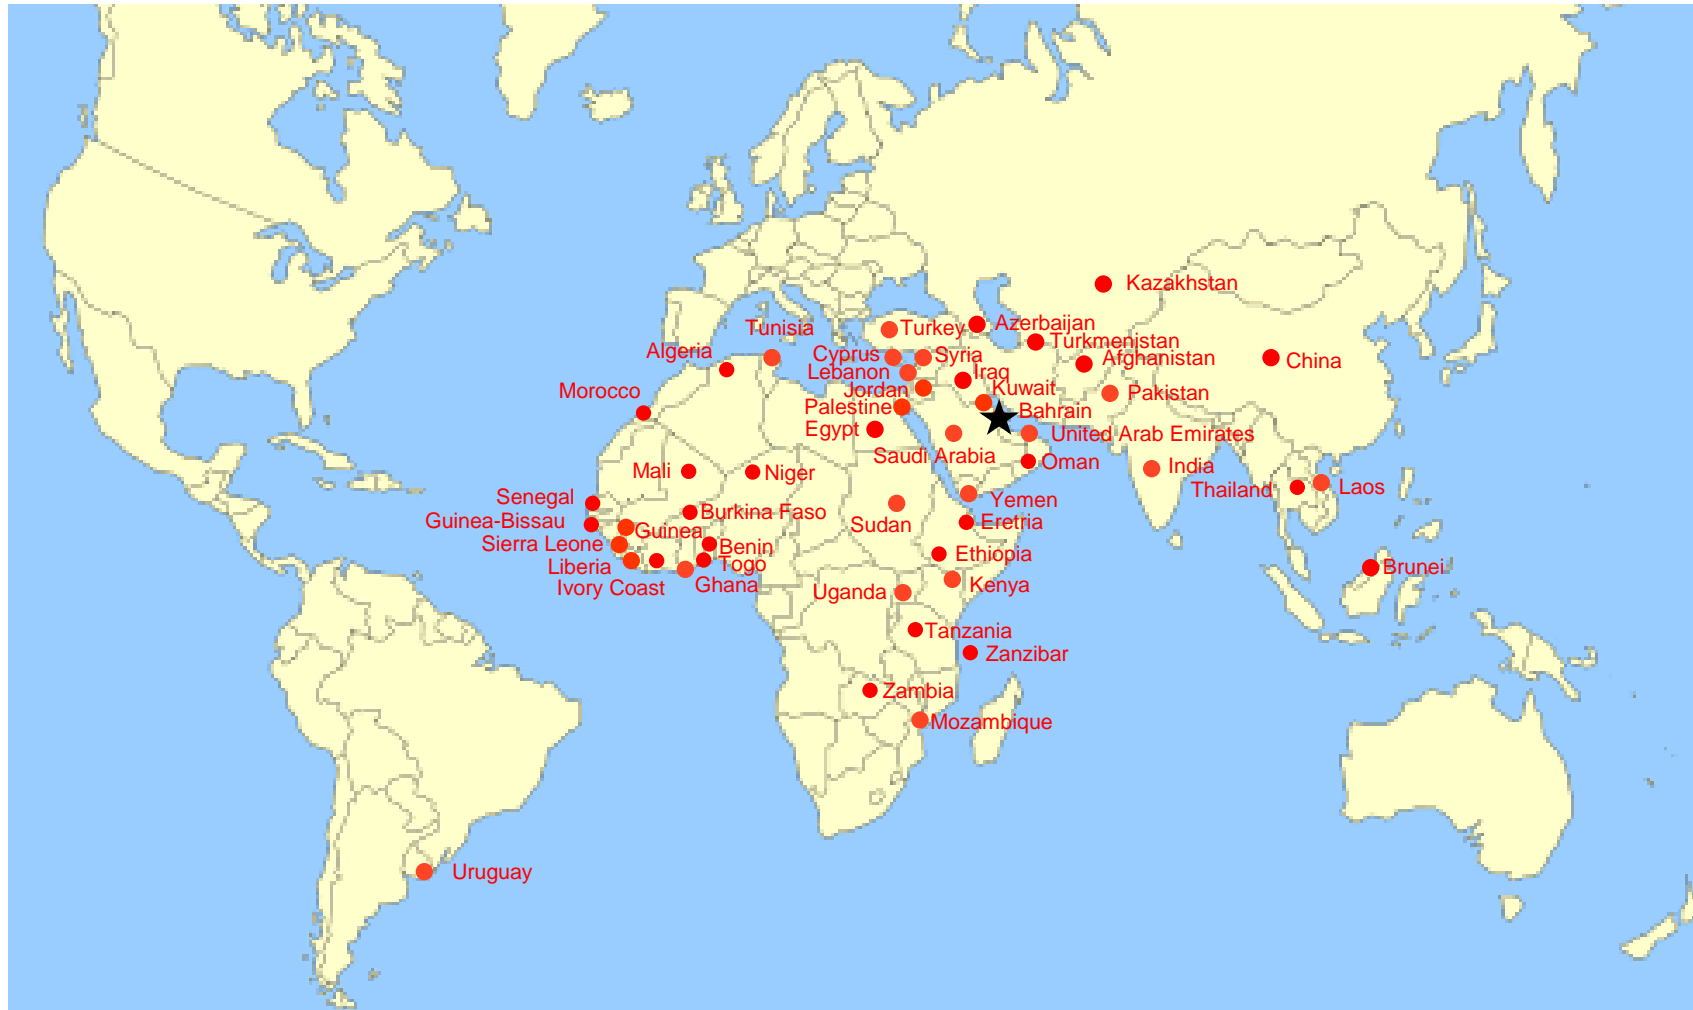 Kazakhstan
Tunisia
Turkey
Azerbaijan
Turkmenistan
Algeria
Cyprus
Syria
Afghanistan
China
Lebanon
Iraq
Morocco
Jordan
Kuwait
Pakistan
Palestine
Bahrain
Egypt
United Arab Emirates
Saudi Arabia
Oman
India
Mali
Niger
Thailand
Laos
Senegal
Yemen
Burkina Faso
Guinea-Bissau
Sudan
Eretria
Guinea
Sierra Leone
Benin
Ethiopia
Liberia
Togo
Brunei
Ivory Coast
Ghana
Kenya
Uganda
Tanzania
Zanzibar
Zambia
Mozambique
Uruguay